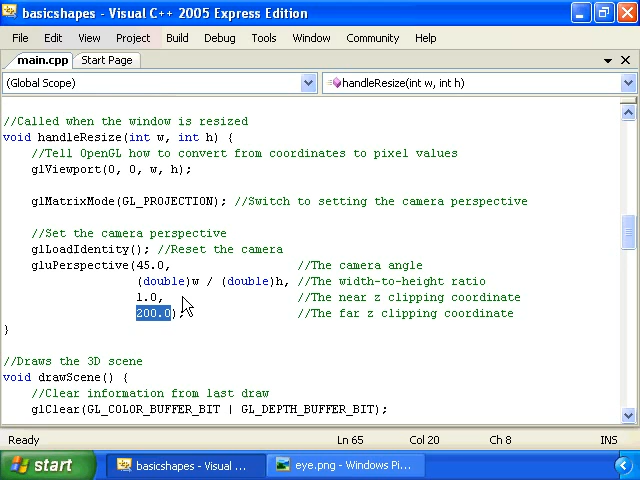 basicshapes - Visual C++ 2005 Express Edition
File Edit View Project Build Debug Tools Window Community Help
main.cpp Start Page
(Global Scope) handleResize(int w, int h)
//Called when the window is resized
void handleResize(int w, int h) {
//Tell OpenGL how to convert from coordinates to pixel values
glViewport(0, 0, w, h);
glMatrixMode(GL_PROJECTION); //Switch to setting the camera perspective
//Set the camera perspective
glLoadIdentity(); //Reset the camera
gluPerspective(45.0, //The camera angle
(double)w / (double)h, //The width-to-height ratio
1.0, //The near z clipping coordinate
200.0); //The far z clipping coordinate
}
//Draws the 3D scene
void drawScene() {
//Clear information from last draw
glClear(GL_COLOR_BUFFER_BIT | GL_DEPTH_BUFFER_BIT);
Ready Ln 65 Col 20 Ch 8 INS
start basicshapes - Visual ... eye.png - Windows Pi...